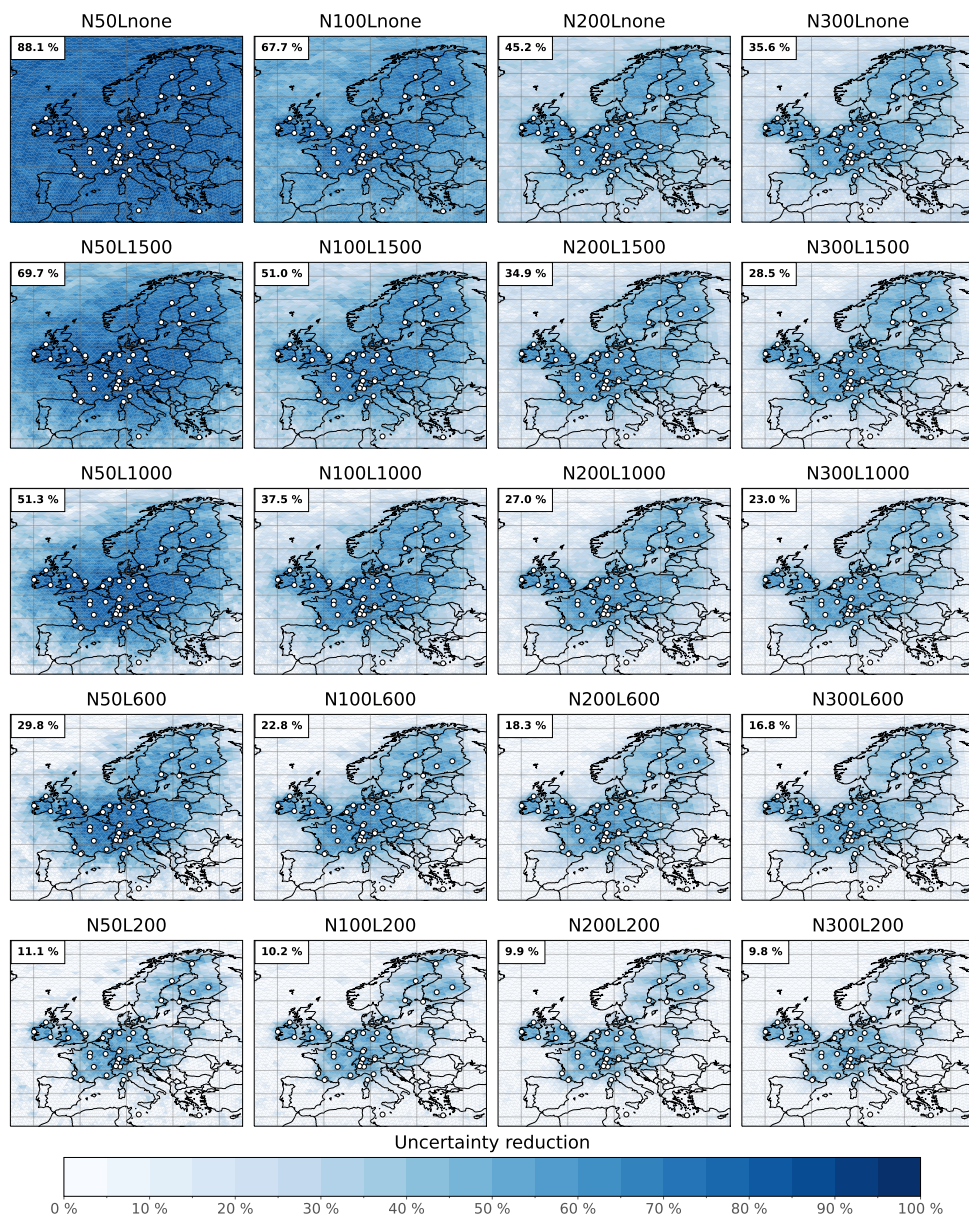 N50Lnone N100Lnone N200Lnone N300Lnone
88.1 % 67.7 % 45.2 % 35.6 %
N50L1500 N100L1500 N200L1500 N300L1500
69.7 % 51.0 % 34.9 % 28.5 %
N50L1000 N100L1000 N200L1000 N300L1000
51.3 % 37.5 % 27.0 % 23.0 %
N50L600 N100L600 N200L600 N300L600
29.8 % 22.8 % 18.3 % 16.8 %
N50L200 N100L200 N200L200 N300L200
11.1 % 10.2 % 9.9 % 9.8 %
Uncertainty reduction
0 % 10 % 20 % 30 % 40 % 50 % 60 % 70 % 80 % 90 % 100 %